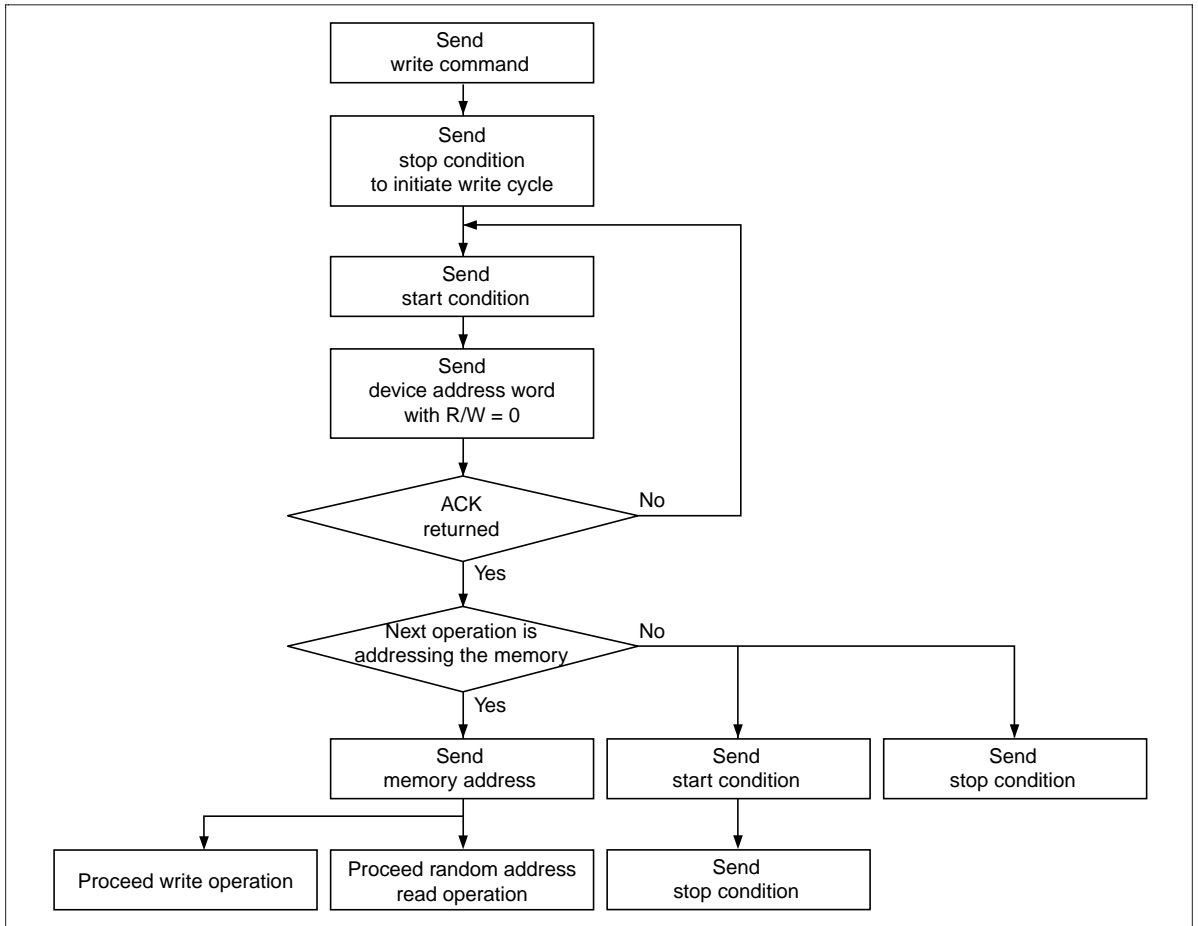 Send
write command
Send
stop condition
to initiate write cycle
Send
start condition
Send
device address word
with R/W = 0
ACK
returned
No
Yes
Next operation is
addressing the memory
No
Yes
Send
memory address
Send
start condition
Send
stop condition
Proceed write operation
Proceed random address
read operation
Send
stop condition